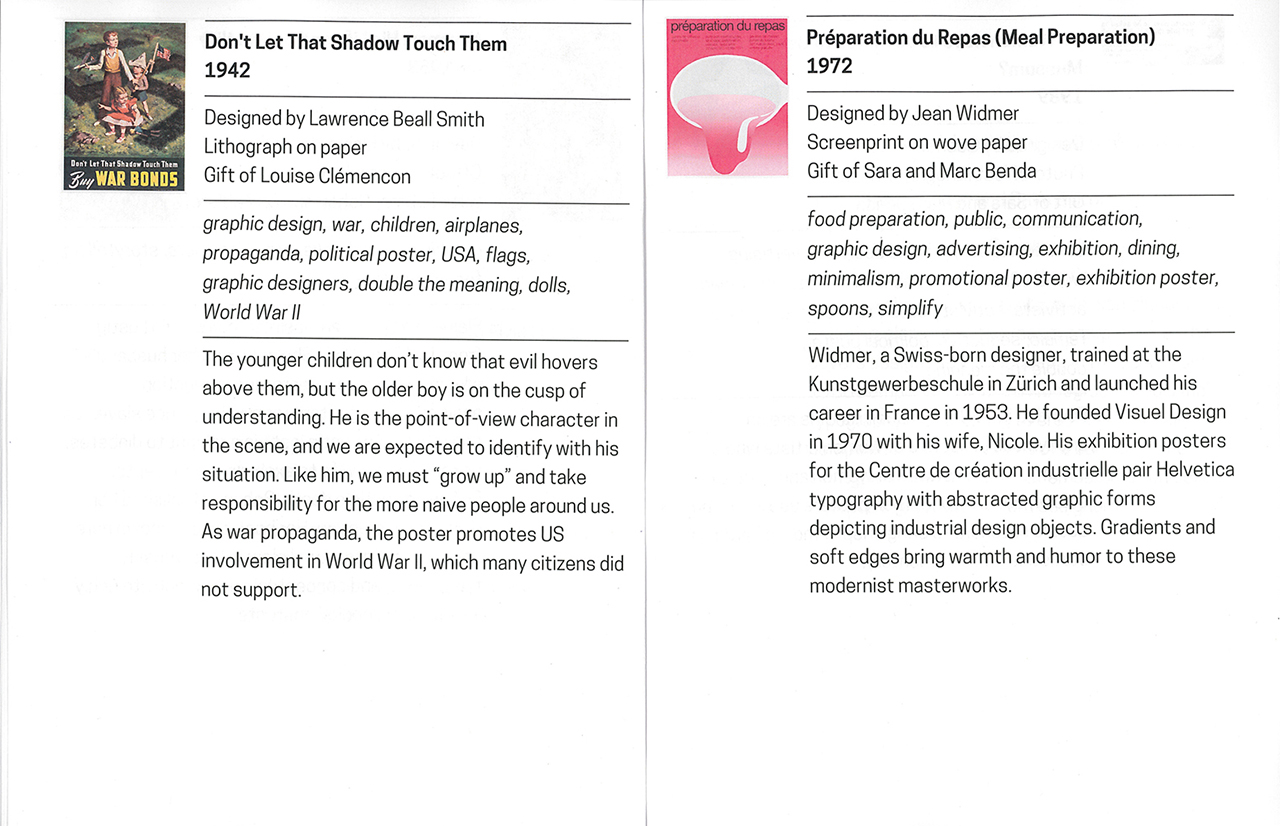 Don't Let That Shadow Touch Them
Buy WAR BONDS
Don't Let That Shadow Touch Them
1942
Designed by Lawrence Beall Smith
Lithograph on paper
Gift of Louise Clémencon
graphic design, war, children, airplanes,
propaganda, political poster, USA, flags,
graphic designers, double the meaning, dolls,
World War II
The younger children don’t know that evil hovers
above them, but the older boy is on the cusp of
understanding. He is the point-of-view character in
the scene, and we are expected to identify with his
situation. Like him, we must “grow up” and take
responsibility for the more naive people around us.
As war propaganda, the poster promotes US
involvement in World War II, which many citizens did
not support.
préparation du repas
Préparation du Repas (Meal Preparation)
1972
Designed by Jean Widmer
Screenprint on wove paper
Gift of Sara and Marc Benda
food preparation, public, communication,
graphic design, advertising, exhibition, dining,
minimalism, promotional poster, exhibition poster,
spoons, simplify
Widmer, a Swiss-born designer, trained at the
Kunstgewerbeschule in Zürich and launched his
career in France in 1953. He founded Visuel Design
in 1970 with his wife, Nicole. His exhibition posters
for the Centre de création industrielle pair Helvetica
typography with abstracted graphic forms
depicting industrial design objects. Gradients and
soft edges bring warmth and humor to these
modernist masterworks.